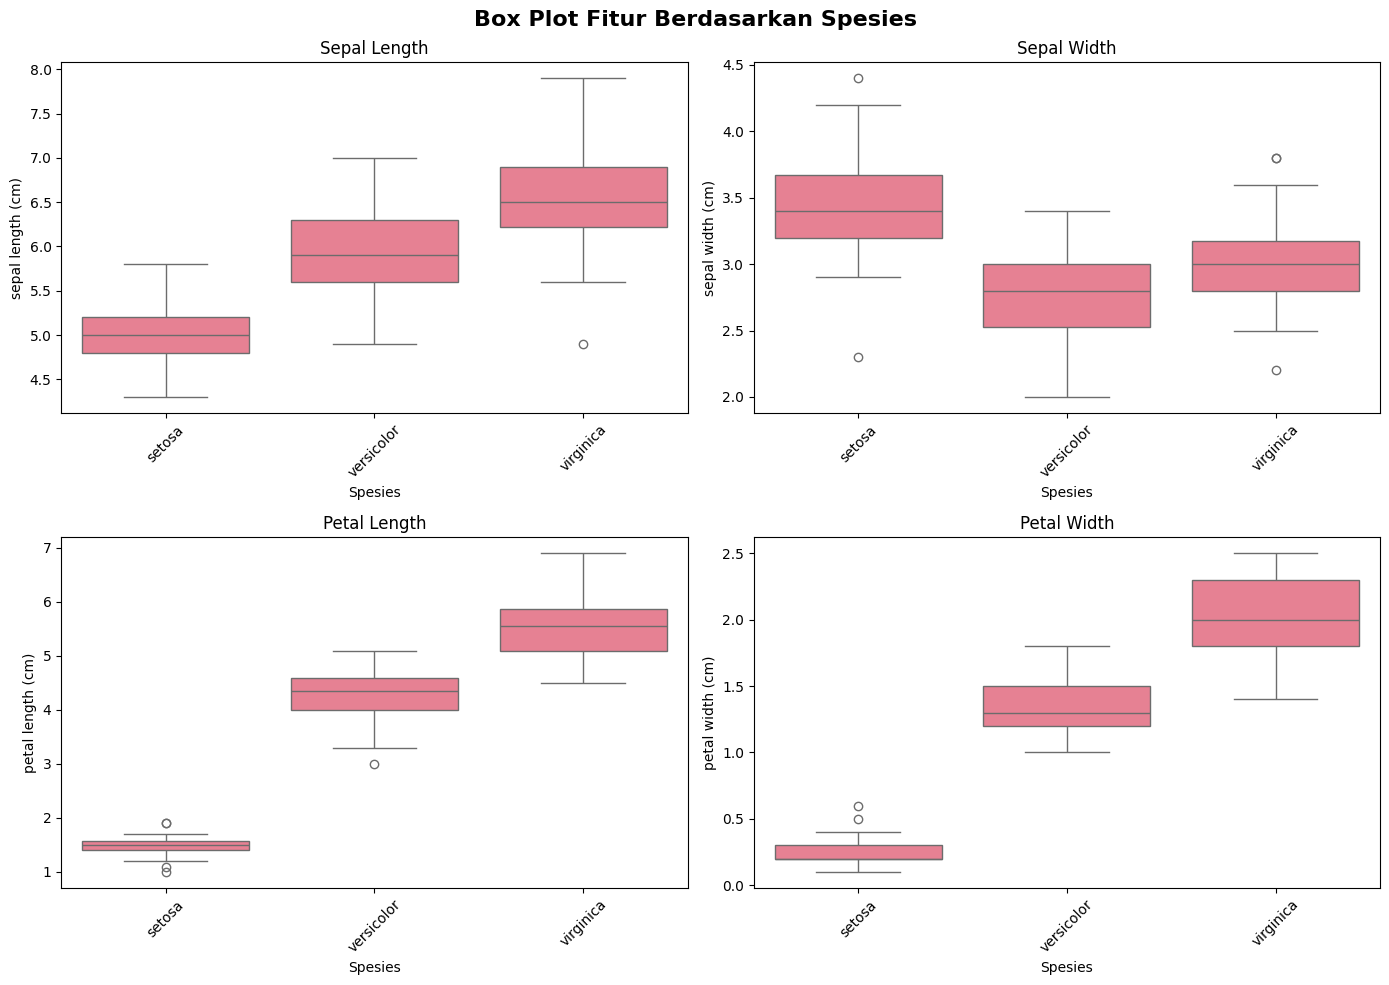 Box Plot Fitur Berdasarkan Spesies
Sepal Length
8.0
7.5
7.0
6.5
6.0
5.5
5.0
4.5
sepal length (cm)
setosa
versicolor
virginica
Spesies
Sepal Width
4.5
4.0
3.5
3.0
2.5
2.0
sepal width (cm)
setosa
versicolor
virginica
Spesies
Petal Length
7
6
5
4
3
2
1
petal length (cm)
setosa
versicolor
virginica
Spesies
Petal Width
2.5
2.0
1.5
1.0
0.5
0.0
petal width (cm)
setosa
versicolor
virginica
Spesies